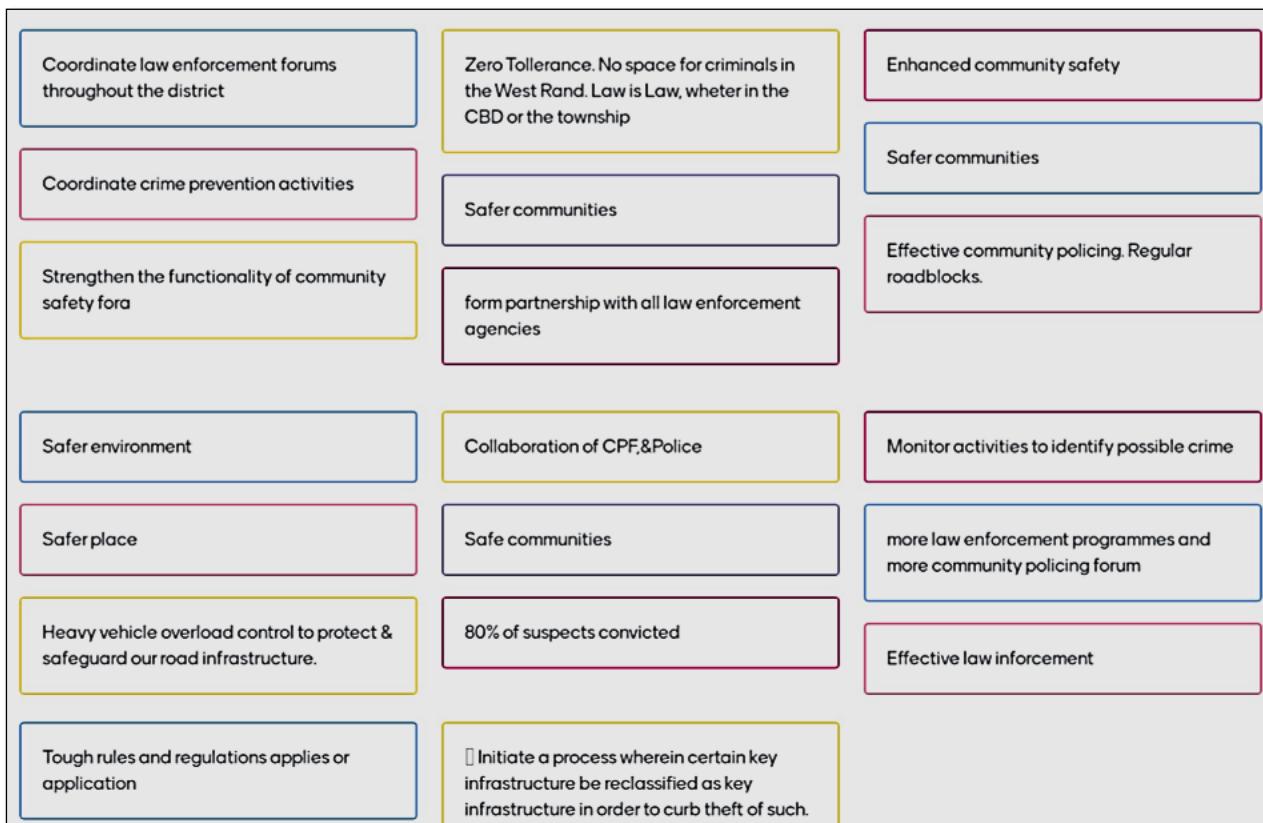 Coordinate law enforcement forums
throughout the district
Coordinate crime prevention activities
Strengthen the functionality of community
safety fora
Zero Tollerance. No space for criminals in
the West Rand. Law is Law, wheter in the
CBD or the township
Safer communities
form partnership with all law enforcement
agencies
Enhanced community safety
Safer communities
Effective community policing. Regular
roadblocks.
Safer environment
Safer place
Heavy vehicle overload control to protect &
safeguard our road infrastructure.
Tough rules and regulations applies or
application
Collaboration of CPF,&Police
Safe communities
80% of suspects convicted
Initiate a process wherein certain key
infrastructure be reclassified as key
infrastructure in order to curb theft of such.
Monitor activities to identify possible crime
more law enforcement programmes and
more community policing forum
Effective law inforcement